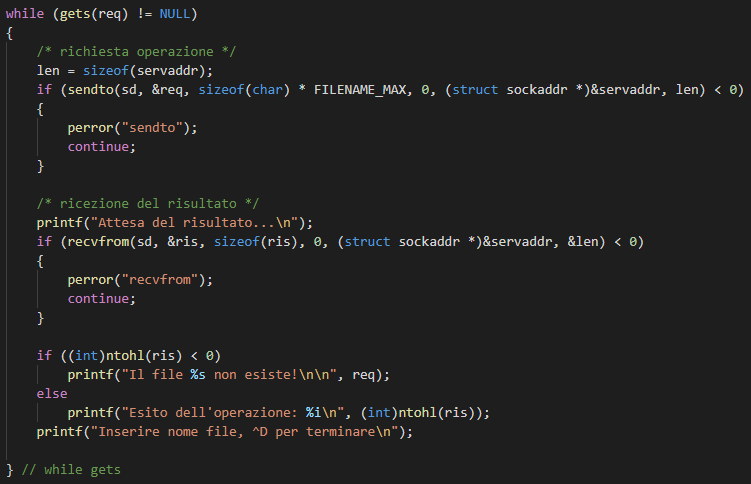 while (gets(req) != NULL)
{
    /* richiesta operazione */
    len = sizeof(servaddr);
    if (sendto(sd, &req, sizeof(char) * FILENAME_MAX, 0, (struct sockaddr *)&servaddr, len) < 0)
    {
        perror("sendto");
        continue;
    }

    /* ricezione del risultato */
    printf("Attesa del risultato...\n");
    if (recvfrom(sd, &ris, sizeof(ris), 0, (struct sockaddr *)&servaddr, &len) < 0)
    {
        perror("recvfrom");
        continue;
    }

    if ((int)ntohl(ris) < 0)
        printf("Il file %s non esiste!\n\n", req);
    else
        printf("Esito dell'operazione: %i\n", (int)ntohl(ris));
    printf("Inserire nome file, ^D per terminare\n");

} // while gets